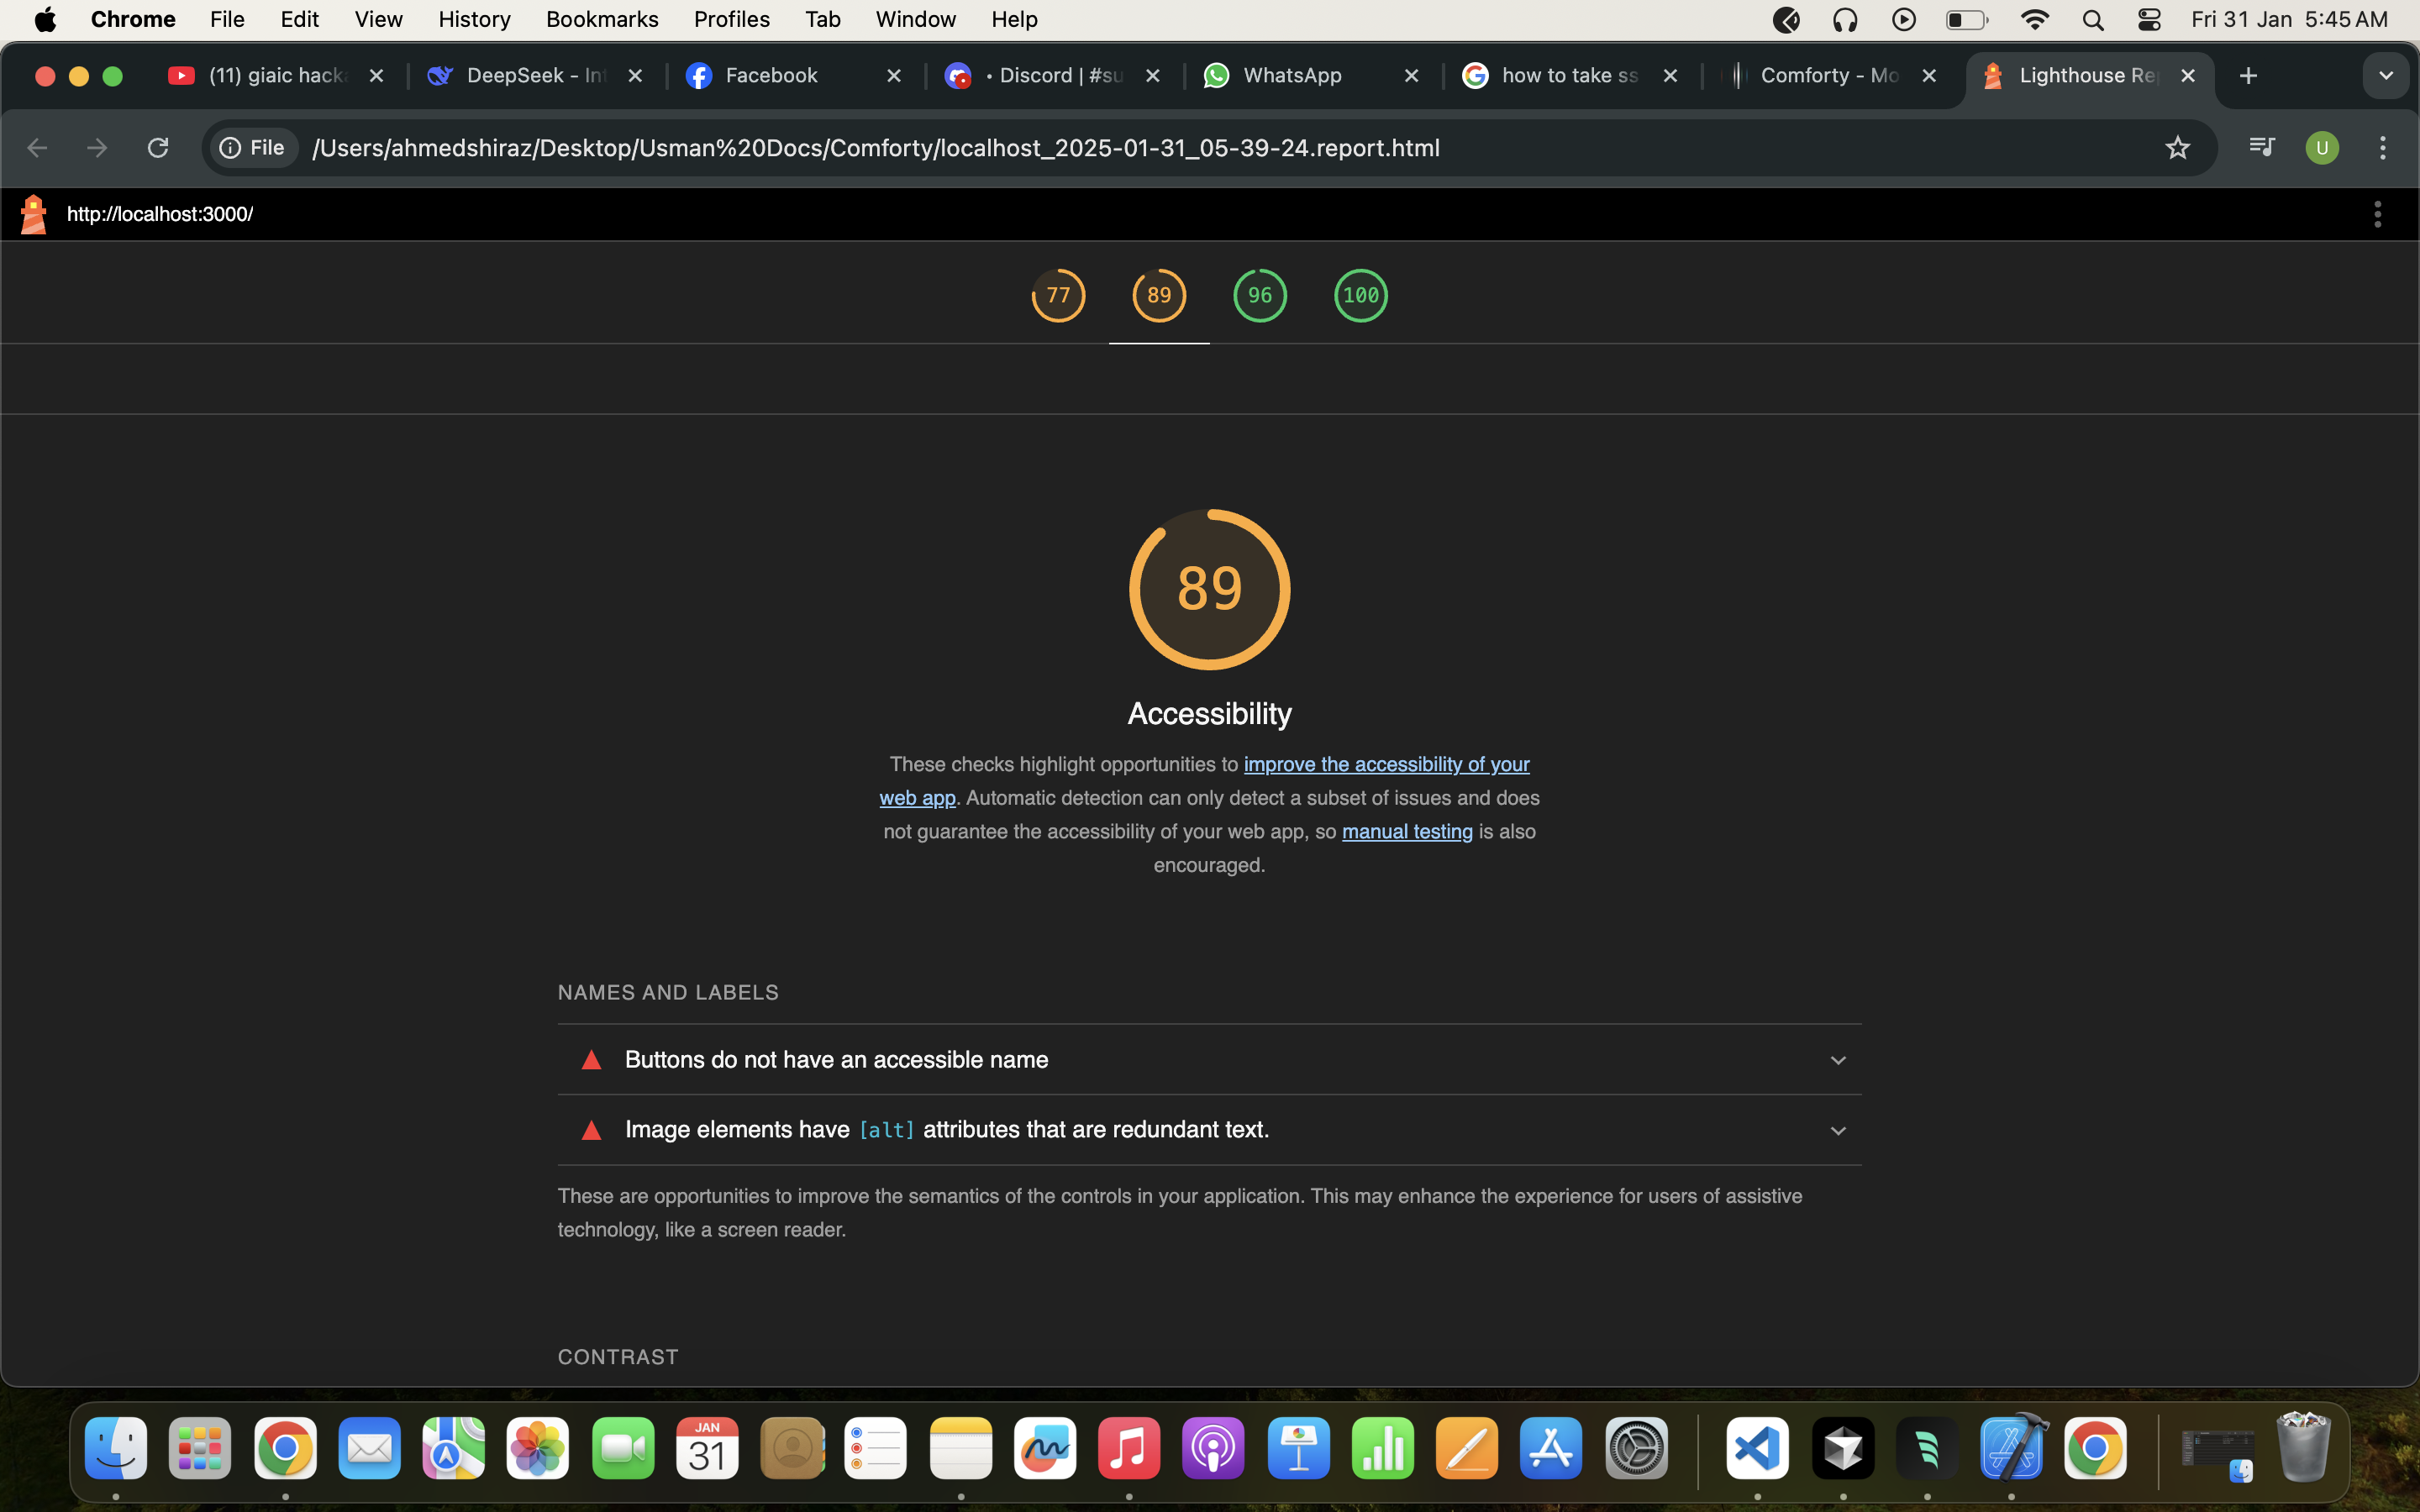 Chrome File Edit View History Bookmarks Profiles Tab Window Help Fri 31 Jan 5:45 AM
(11) giaic hack DeepSeek - Int Facebook • Discord | #su WhatsApp how to take ss Comforty - Mo Lighthouse Re
File /Users/ahmedshiraz/Desktop/Usman%20Docs/Comforty/localhost_2025-01-31_05-39-24.report.html U
http://localhost:3000/
77 89 96 100
89
Accessibility
These checks highlight opportunities to improve the accessibility of your
web app. Automatic detection can only detect a subset of issues and does
not guarantee the accessibility of your web app, so manual testing is also
encouraged.
NAMES AND LABELS
Buttons do not have an accessible name
Image elements have [alt] attributes that are redundant text.
These are opportunities to improve the semantics of the controls in your application. This may enhance the experience for users of assistive
technology, like a screen reader.
CONTRAST
JAN
31